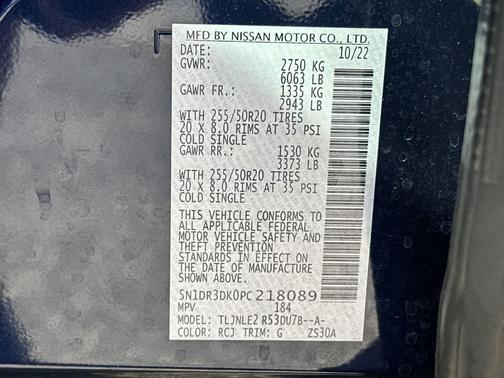 MFD BY NISSAN MOTOR CO., LTD.
DATE: 10/22
GVWR: 2750 KG
6063 LB
GAWR FR.: 1335 KG
2943 LB
WITH 255/50R20 TIRES
20 X 8.0 RIMS AT 35 PSI
COLD SINGLE
GAWR RR.: 1530 KG
3373 LB
WITH 255/50R20 TIRES
20 X 8.0 RIMS AT 35 PSI
COLD SINGLE
THIS VEHICLE CONFORMS TO
ALL APPLICABLE FEDERAL
MOTOR VEHICLE SAFETY AND
THEFT PREVENTION
STANDARDS IN EFFECT ON
THE DATE OF MANUFACTURE
SHOWN ABOVE.
5N1DR3DK0PC218089
MPV 184
MODEL: TLJNLE2 R53DU7B--A-
COLOR: RCJ TRIM: G ZS30A